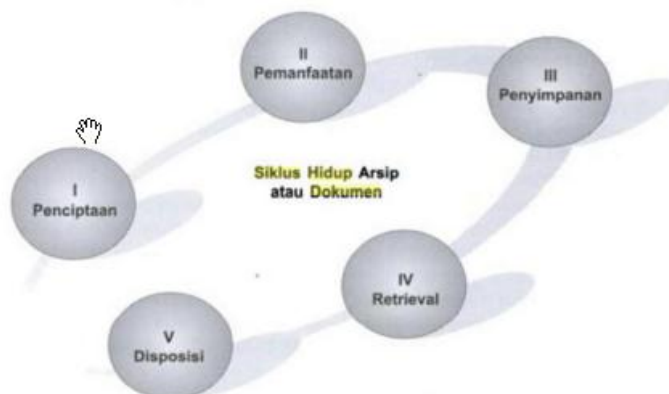 II
Pemanfaatan
III
Penyimpanan
I
Penciptaan
Siklus Hidup Arsip
atau Dokumen
IV
Retrieval
V
Disposisi